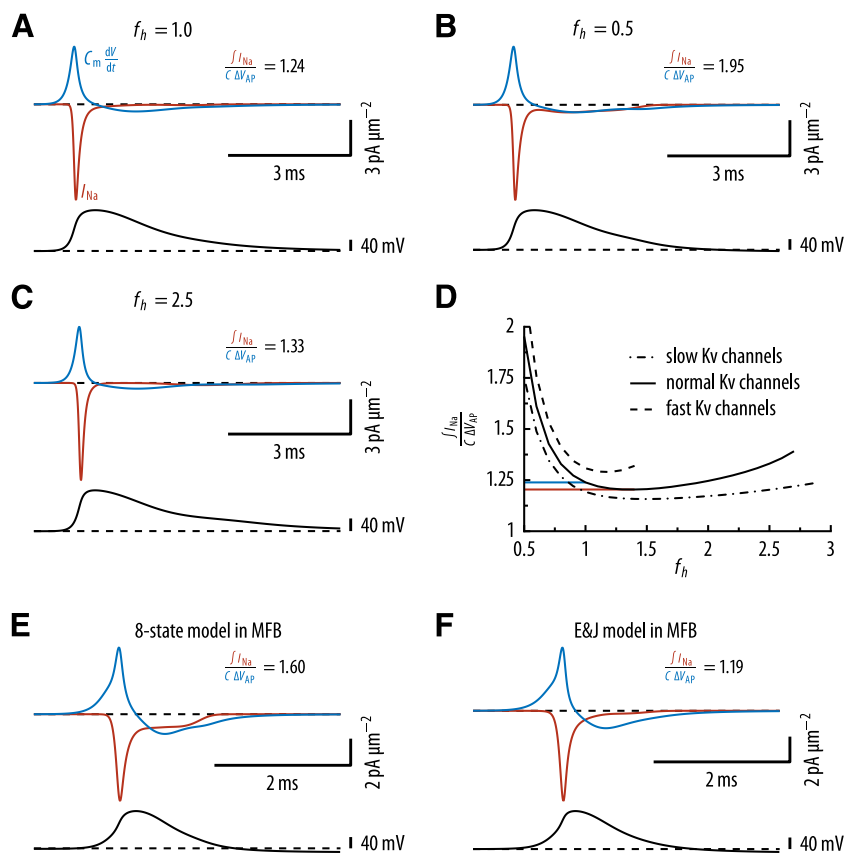 A
f_h = 1.0
C_m dV/dt
∫ I_Na / C ΔV_AP = 1.24
I_Na
3 ms
3 pA μm⁻²
40 mV
B
f_h = 0.5
∫ I_Na / C ΔV_AP = 1.95
3 ms
3 pA μm⁻²
40 mV
C
f_h = 2.5
∫ I_Na / C ΔV_AP = 1.33
3 ms
3 pA μm⁻²
40 mV
D
∫ I_Na / C ΔV_AP
2
1.75
1.5
1.25
1
slow Kv channels
normal Kv channels
fast Kv channels
0.5 1 1.5 2 2.5 3
f_h
E
8-state model in MFB
∫ I_Na / C ΔV_AP = 1.60
2 ms
2 pA μm⁻²
40 mV
F
E&J model in MFB
∫ I_Na / C ΔV_AP = 1.19
2 ms
2 pA μm⁻²
40 mV